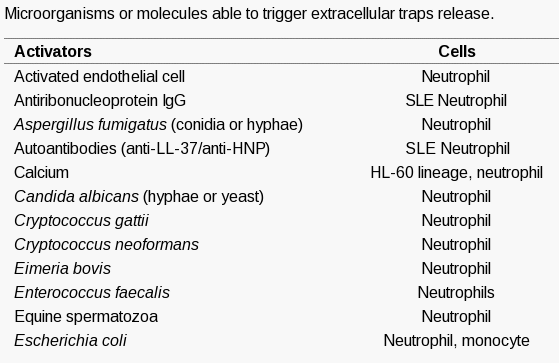 Microorganisms or molecules able to trigger extracellular traps release.
Activators Cells
Activated endothelial cell Neutrophil
Antiribonucleoprotein IgG SLE Neutrophil
Aspergillus fumigatus (conidia or hyphae) Neutrophil
Autoantibodies (anti-LL-37/anti-HNP) SLE Neutrophil
Calcium HL-60 lineage, neutrophil
Candida albicans (hyphae or yeast) Neutrophil
Cryptococcus gattii Neutrophil
Cryptococcus neoformans Neutrophil
Eimeria bovis Neutrophil
Enterococcus faecalis Neutrophils
Equine spermatozoa Neutrophil
Escherichia coli Neutrophil, monocyte